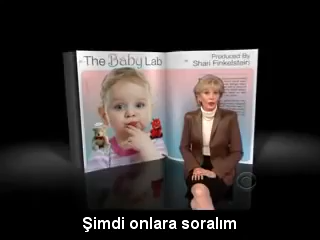 The Baby Lab
Produced By
Shari Finkelstein
Şimdi onlara soralım